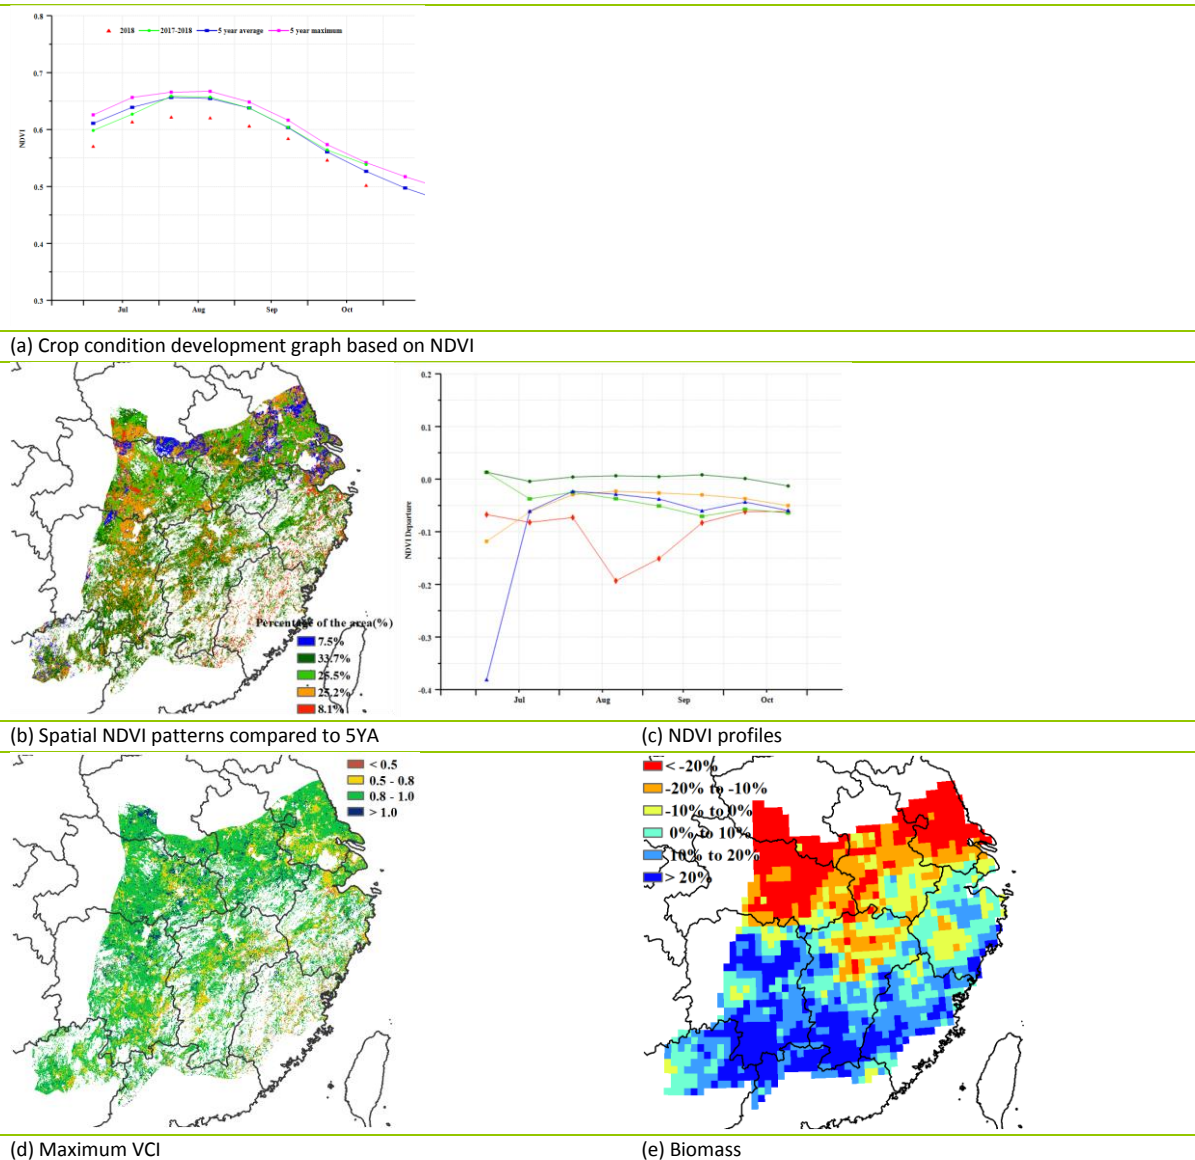 0.8
2018 2017-2018 5 year average 5 year maximum
0.7
0.6
NDVI
0.5
0.4
0.3
Jul Aug Sep Oct
(a) Crop condition development graph based on NDVI
Percentage of the area(%)
7.5%
33.7%
25.5%
25.2%
8.1%
0.2
0.1
0.0
-0.1
NDVI Departure
-0.2
-0.3
-0.4
Jul Aug Sep Oct
(b) Spatial NDVI patterns compared to 5YA (c) NDVI profiles
< 0.5
0.5 - 0.8
0.8 - 1.0
> 1.0
< -20%
-20% to -10%
-10% to 0%
0% to 10%
10% to 20%
> 20%
(d) Maximum VCI (e) Biomass